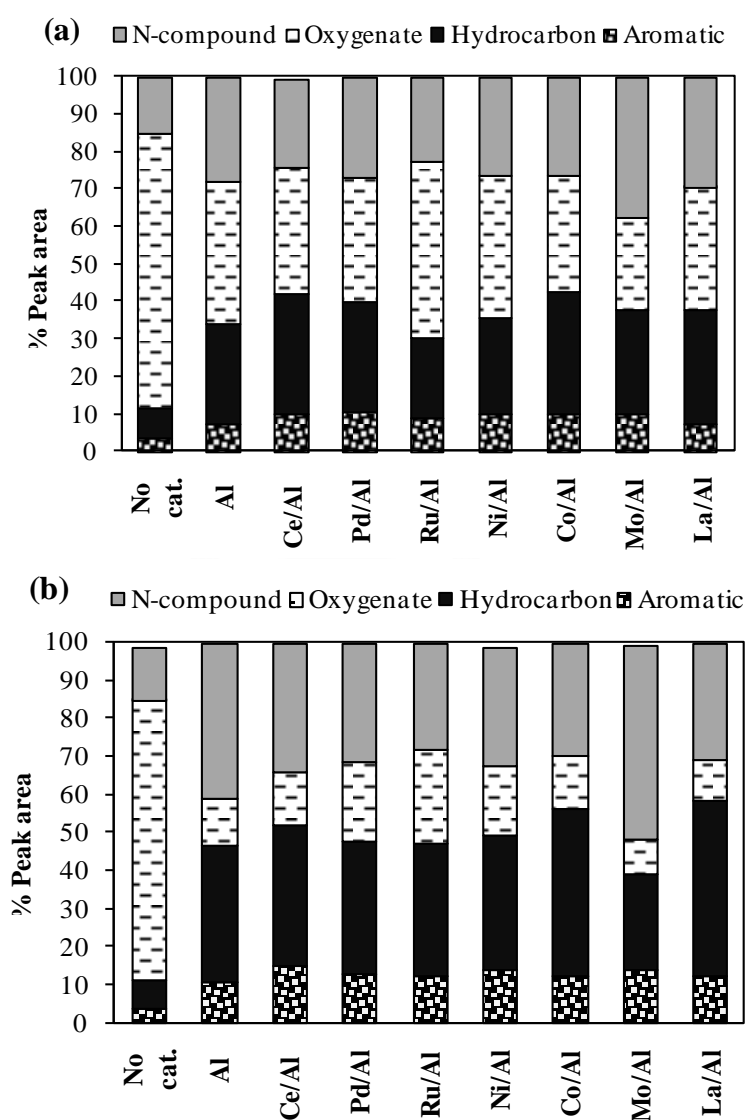 (a)
N-compound Oxygenate Hydrocarbon Aromatic
% Peak area
100
90
80
70
60
50
40
30
20
10
0
No cat. Al Ce/Al Pd/Al Ru/Al Ni/Al Co/Al Mo/Al La/Al
(b)
N-compound Oxygenate Hydrocarbon Aromatic
% Peak area
100
90
80
70
60
50
40
30
20
10
0
No cat. Al Ce/Al Pd/Al Ru/Al Ni/Al Co/Al Mo/Al La/Al